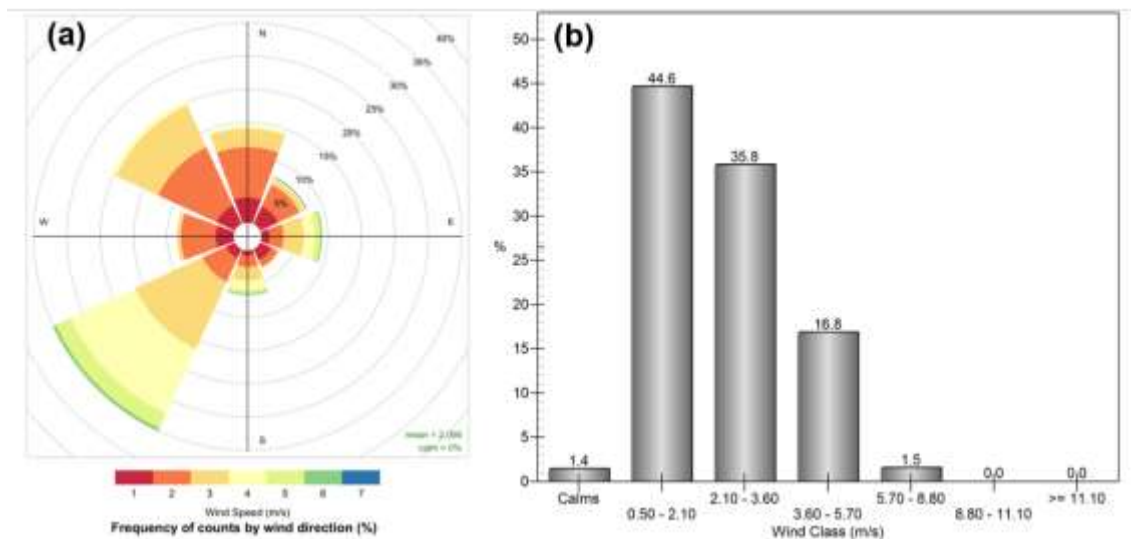 (a)
N
40%
35%
30%
25%
20%
15%
10%
5%
W
E
S
calm = 0%
1 2 3 4 5 6 7
Wind Speed (m/s)
Frequency of counts by wind direction (%)
(b)
50
45
40
35
30
25
20
15
10
5
0
%
1.4
44.6
35.8
16.8
1.5
0.0
0.0
Calms
0.50 - 2.10
2.10 - 3.60
3.60 - 5.70
5.70 - 8.80
8.80 - 11.10
>= 11.10
Wind Class (m/s)